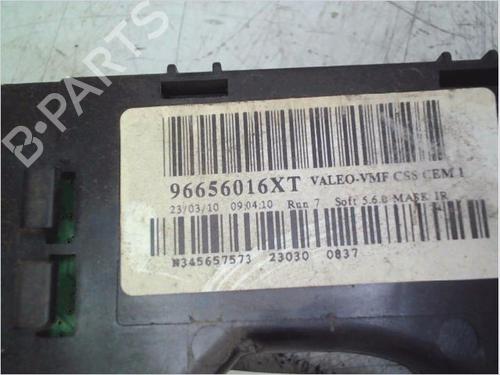 B-PARTS
96656016XT VALEO-VMF CSS CEM 1
23/03/10 09:04:10 Run 7 Soft 5.6.8 MASK IR
N345657573 23030 0837